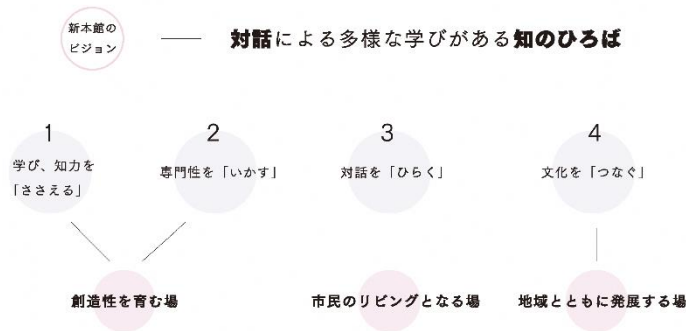 新本館の
ビジョン
対話による多様な学びがある知のひろば
1
学び、知力を
「ささえる」
2
専門性を「いかす」
3
対話を「ひらく」
4
文化を「つなぐ」
創造性を育む場
市民のリビングとなる場
地域とともに発展する場